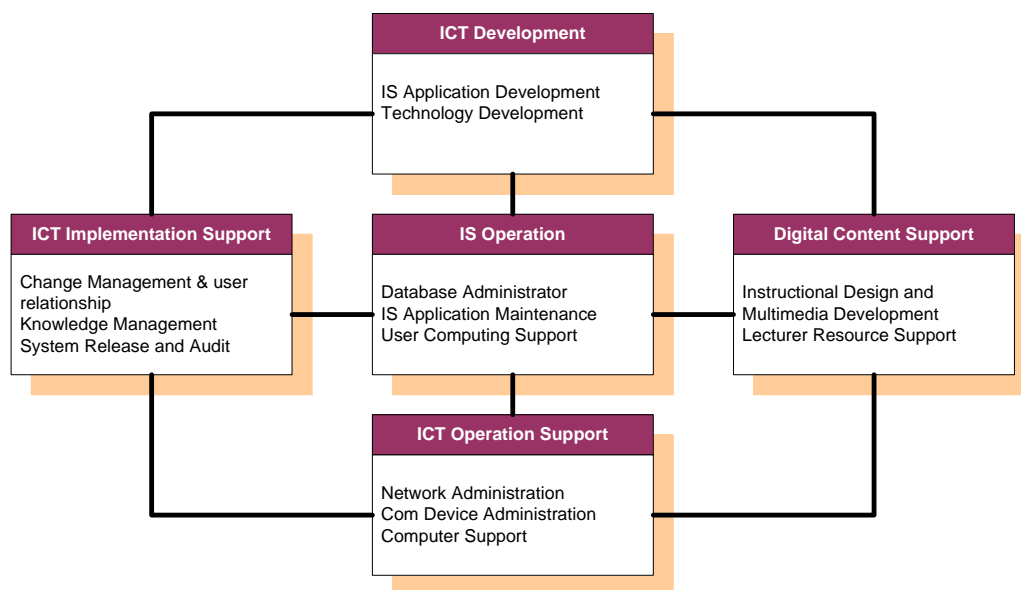 ICT Development
IS Application Development
Technology Development
ICT Implementation Support
Change Management & user
relationship
Knowledge Management
System Release and Audit
IS Operation
Database Administrator
IS Application Maintenance
User Computing Support
Digital Content Support
Instructional Design and
Multimedia Development
Lecturer Resource Support
ICT Operation Support
Network Administration
Com Device Administration
Computer Support